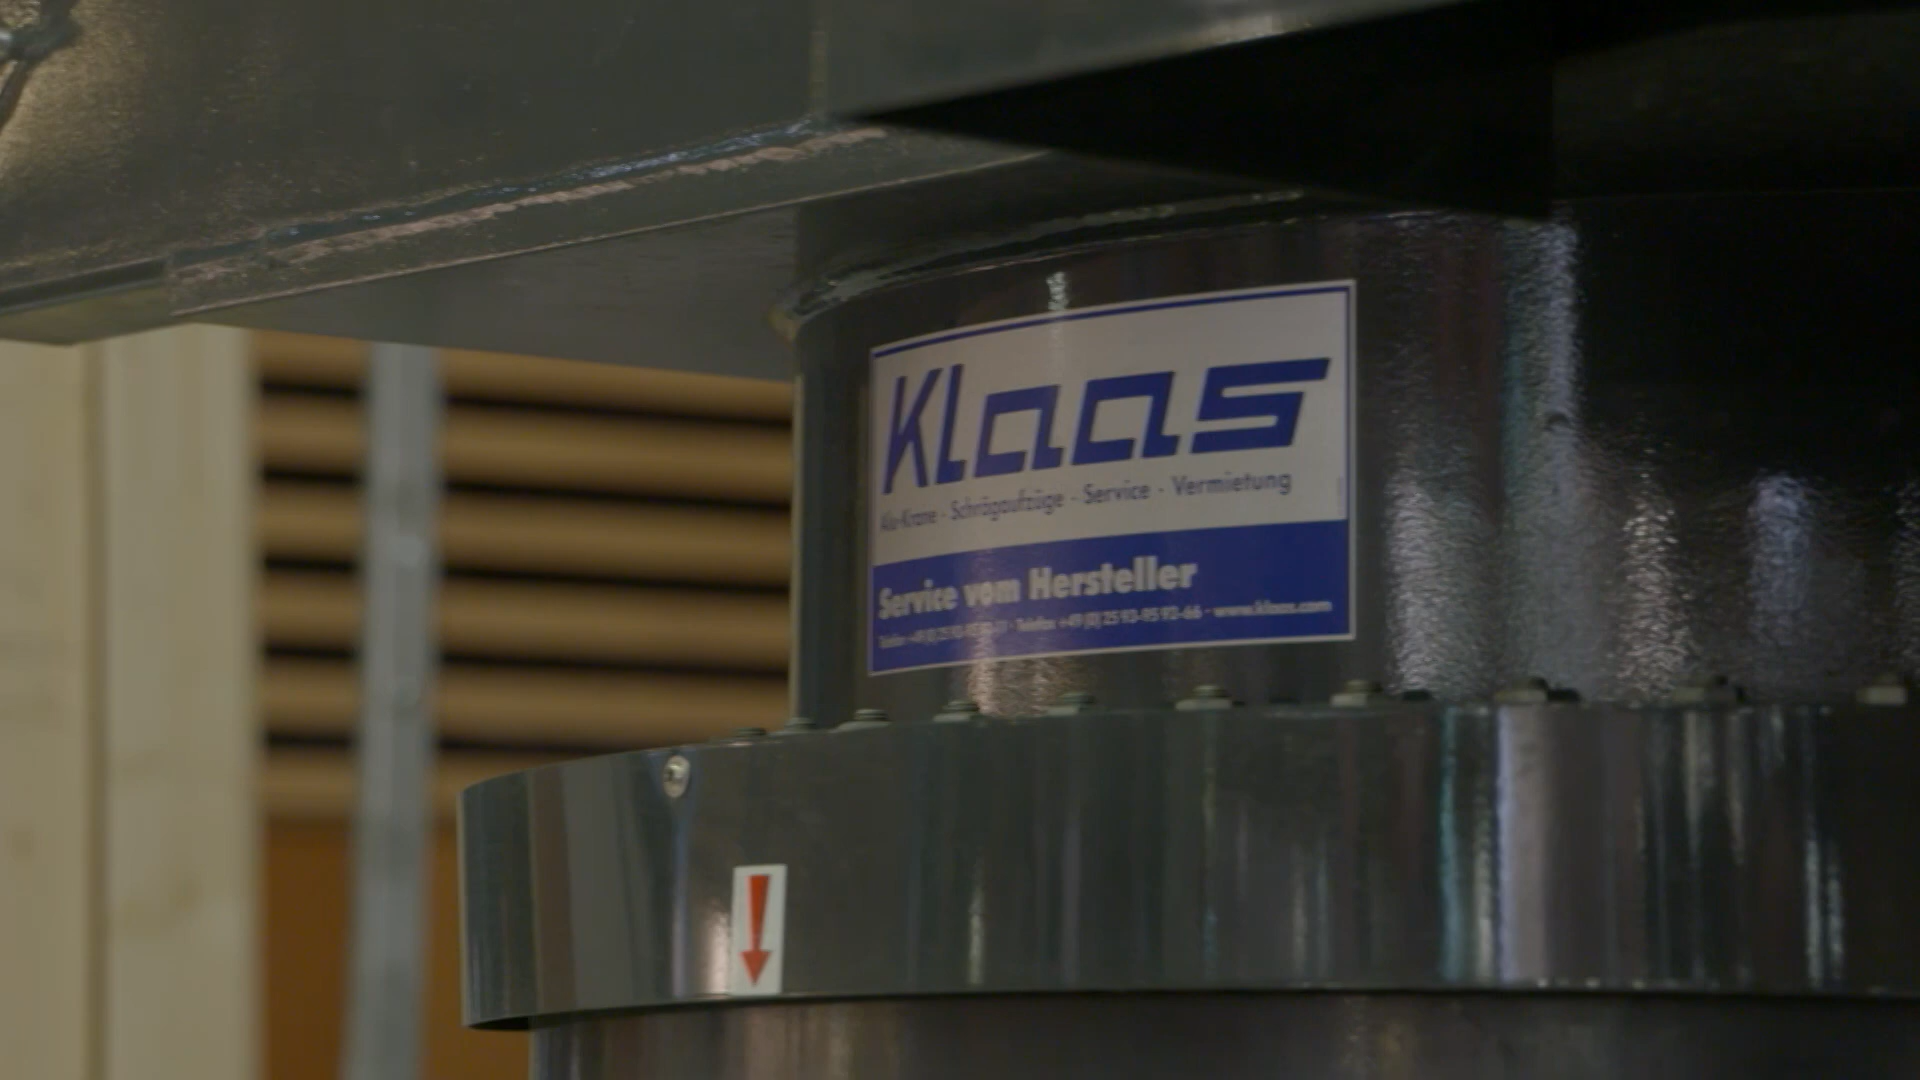 Klaas
Alu-Krane - Schrägaufzüge - Service - Vermietung
Service vom Hersteller
Telefax +49 (0) 25 93-95 92-66 - www.klaas.com